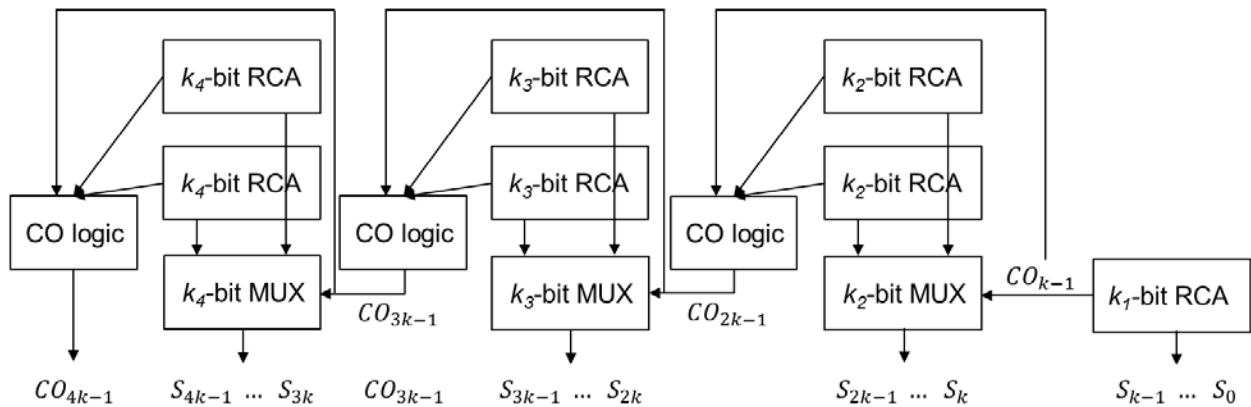 k₄-bit RCA k₃-bit RCA k₂-bit RCA
k₄-bit RCA k₃-bit RCA k₂-bit RCA
CO logic CO logic CO logic
k₄-bit MUX k₃-bit MUX k₂-bit MUX k₁-bit RCA
CO₃ₖ₋₁ CO₂ₖ₋₁ COₖ₋₁
CO₄ₖ₋₁ S₄ₖ₋₁ ... S₃ₖ CO₃ₖ₋₁ S₃ₖ₋₁ ... S₂ₖ S₂ₖ₋₁ ... Sₖ Sₖ₋₁ ... S₀